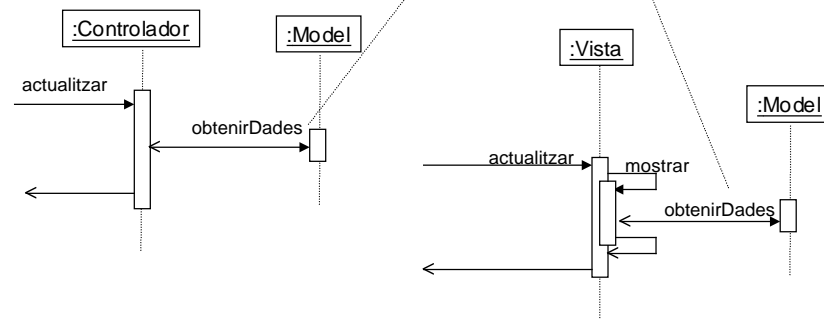 :Controlador
:Model
actualitzar
obtenirDades
:Vista
:Model
actualitzar
mostrar
obtenirDades